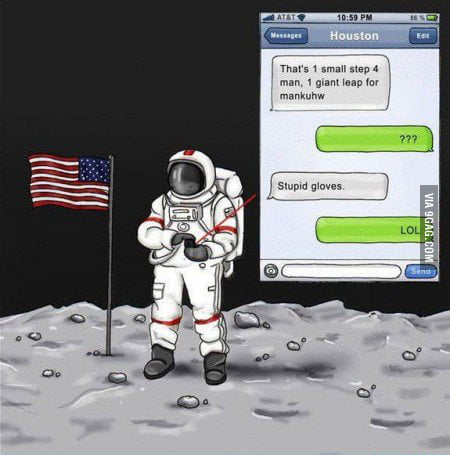 AT&T 10:59 PM 86 %
Messages Houston Edit
That's 1 small step 4
man, 1 giant leap for
mankuhw
???
Stupid gloves.
LOL
Send
VIA 9GAG.COM